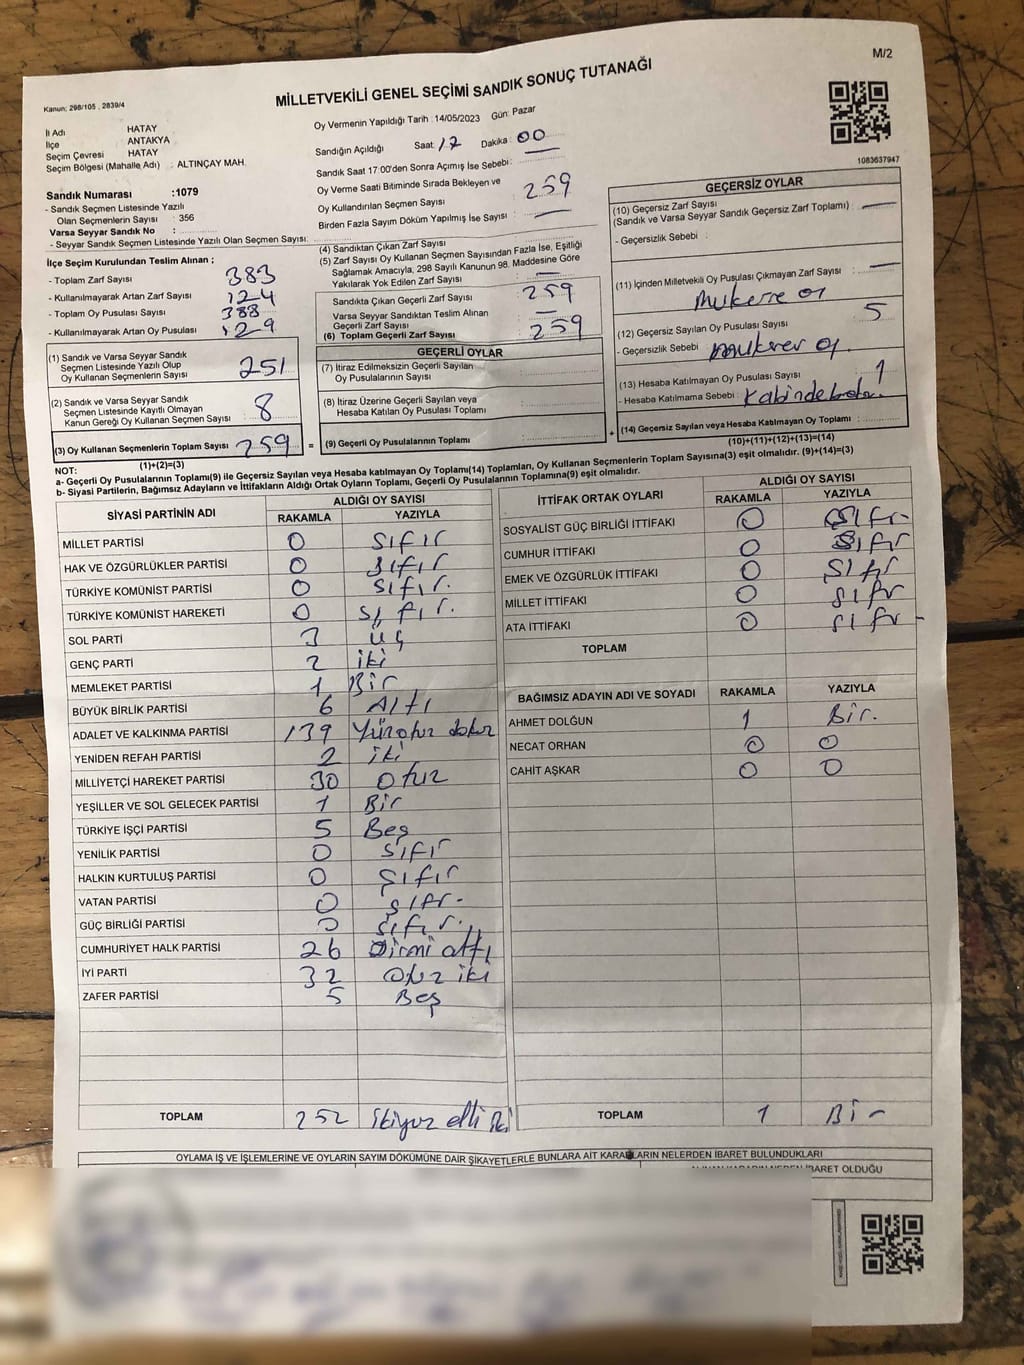 M/2
Kanun: 298/105 , 2839/4
MİLLETVEKİLİ GENEL SEÇİMİ SANDIK SONUÇ TUTANAĞI
İl Adı HATAY
İlçe ANTAKYA
Seçim Çevresi HATAY
Seçim Bölgesi (Mahalle Adı) : ALTINÇAY MAH.
Sandık Numarası :1079
- Sandık Seçmen Listesinde Yazılı
Olan Seçmenlerin Sayısı : 356
Varsa Seyyar Sandık No :
- Seyyar Sandık Seçmen Listesinde Yazılı Olan Seçmen Sayısı:
İlçe Seçim Kurulundan Teslim Alınan :
- Toplam Zarf Sayısı 383
- Kullanılmayarak Artan Zarf Sayısı 124
- Toplam Oy Pusulası Sayısı 388
- Kullanılmayarak Artan Oy Pusulası 129
(1) Sandık ve Varsa Seyyar Sandık
Seçmen Listesinde Yazılı Olup
Oy Kullanan Seçmenlerin Sayısı 251
(2) Sandık ve Varsa Seyyar Sandık
Seçmen Listesinde Kayıtlı Olmayan
Kanun Gereği Oy Kullanan Seçmen Sayısı 8
(3) Oy Kullanan Seçmenlerin Toplam Sayısı 259
(1)+(2)=(3)
Oy Vermenin Yapıldığı Tarih : 14/05/2023 Gün: Pazar
Sandığın Açıldığı Saat 17 Dakika : 00
Sandık Saat 17:00'den Sonra Açımış İse Sebebi :
Oy Verme Saati Bitiminde Sırada Bekleyen ve
Oy Kullandırılan Seçmen Sayısı 259
Birden Fazla Sayım Döküm Yapılmış İse Sayısı :
(4) Sandıktan Çıkan Zarf Sayısı
(5) Zarf Sayısı Oy Kullanan Seçmen Sayısından Fazla İse, Eşitliği
Sağlamak Amacıyla, 298 Sayılı Kanunun 98. Maddesine Göre
Yakılarak Yok Edilen Zarf Sayısı :
Sandıkta Çıkan Geçerli Zarf Sayısı 259
Varsa Seyyar Sandıktan Teslim Alınan
Geçerli Zarf Sayısı
(6) Toplam Geçerli Zarf Sayısı 259
GEÇERLİ OYLAR
(7) İtiraz Edilmeksizin Geçerli Sayılan
Oy Pusulalarının Sayısı :
(8) İtiraz Üzerine Geçerli Sayılan veya
Hesaba Katılan Oy Pusulası Toplamı :
= (9) Geçerli Oy Pusulalarının Toplamı :
1083637947
GEÇERSİZ OYLAR
(10) Geçersiz Zarf Sayısı
(Sandık ve Varsa Seyyar Sandık Geçersiz Zarf Toplamı) :
- Geçersizlik Sebebi :
(11) İçinden Milletvekili Oy Pusulası Çıkmayan Zarf Sayısı :
(12) Geçersiz Sayılan Oy Pusulası Sayısı : 5
- Geçersizlik Sebebi mukrer oy
(13) Hesaba Katılmayan Oy Pusulası Sayısı : 1
- Hesaba Katılmama Sebebi :
+ (14) Geçersiz Sayılan veya Hesaba Katılmayan Oy Toplamı :
(10)+(11)+(12)+(13)=(14)
NOT:
a- Geçerli Oy Pusulasının Toplamı(9) ile Geçersiz Sayılan veya Hesaba katılmayan Oy Toplamı(14) Toplamları, Oy Kullanan Seçmenlerin Toplam Sayısına(3) eşit olmalıdır. (9)+(14)=(3)
b- Siyasi Partilerin, Bağımsız Adayların ve İttifakların Aldığı Ortak Oyların Toplamı, Geçerli Oy Pusulalarının Toplamına(9) eşit olmalıdır.
SİYASİ PARTİNİN ADI ALDIĞI OY SAYISI
RAKAMLA YAZIYLA
MİLLET PARTİSİ 0 sıfır
HAK VE ÖZGÜRLÜKLER PARTİSİ 0 sıfır
TÜRKİYE KOMÜNİST PARTİSİ 0 sıfır.
TÜRKİYE KOMÜNİST HAREKETİ 0 sıfır.
SOL PARTİ 3 üç
GENÇ PARTİ 2 iki
MEMLEKET PARTİSİ 1 Bir
BÜYÜK BİRLİK PARTİSİ 6 Altı
ADALET VE KALKINMA PARTİSİ 139 Yüzotuz dokuz
YENİDEN REFAH PARTİSİ 2 iki
MİLLİYETÇİ HAREKET PARTİSİ 30 otuz
YEŞİLLER VE SOL GELECEK PARTİSİ 1 Bir
TÜRKİYE İŞÇİ PARTİSİ 5 Beş
YENİLİK PARTİSİ 0 sıfır
HALKIN KURTULUŞ PARTİSİ 0 sıfır
VATAN PARTİSİ 0 sıfr-
GÜÇ BİRLİĞİ PARTİSİ 0 sıfır.
CUMHURİYET HALK PARTİSİ 26 Yirmi altı
İYİ PARTİ 32 otuz iki
ZAFER PARTİSİ 5 Beş
TOPLAM 252 ikiyüz elli iki
İTTİFAK ORTAK OYLARI ALDIĞI OY SAYISI
RAKAMLA YAZIYLA
SOSYALİST GÜÇ BİRLİĞİ İTTİFAKI 0 sıfr-
CUMHUR İTTİFAKI 0 sıfır
EMEK VE ÖZGÜRLÜK İTTİFAKI 0 sıfır
MİLLET İTTİFAKI 0 sıfr
ATA İTTİFAKI 0 sıfr-
TOPLAM
BAĞIMSIZ ADAYIN ADI VE SOYADI RAKAMLA YAZIYLA
AHMET DOLĞUN 1 Bir.
NECAT ORHAN 0 0
CAHİT AŞKAR 0 0
TOPLAM 1 Bir
OYLAMA İŞ VE İŞLEMLERİNE VE OYLARIN SAYIM DÖKÜMÜNE DAİR ŞİKAYETLERLE BUNLARA AİT KARARLARIN NELERDEN İBARET BULUNDUKLARI
İBARET OLDUĞU